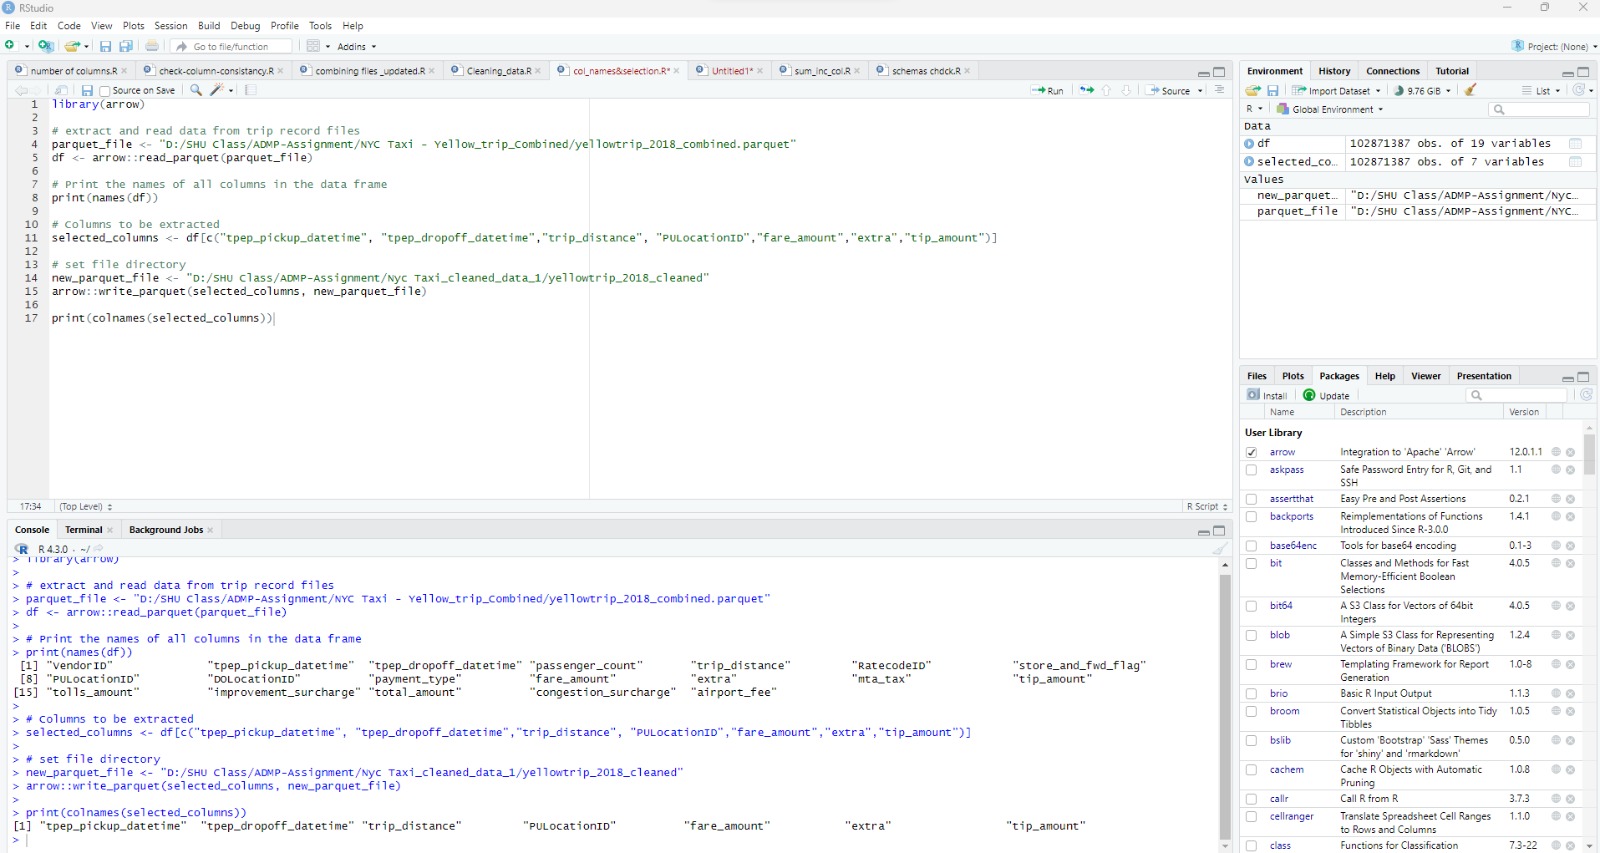 RStudio
File Edit Code View Plots Session Build Debug Profile Tools Help
Go to file/function Addins Project: (None)
number of columns.R check-column-consistancy.R combining files _updated.R Cleaning_data.R col_names&selection.R* Untitled1* sum_inc_col.R schemas chdck.R
Source on Save Run Source
1 library(arrow)
2
3 # extract and read data from trip record files
4 parquet_file <- "D:/SHU Class/ADMP-Assignment/NYC Taxi - Yellow_trip_Combined/yellowtrip_2018_combined.parquet"
5 df <- arrow::read_parquet(parquet_file)
6
7 # Print the names of all columns in the data frame
8 print(names(df))
9
10 # Columns to be extracted
11 selected_columns <- df[c("tpep_pickup_datetime", "tpep_dropoff_datetime","trip_distance", "PULocationID","fare_amount","extra","tip_amount")]
12
13 # set file directory
14 new_parquet_file <- "D:/SHU Class/ADMP-Assignment/Nyc Taxi_cleaned_data_1/yellowtrip_2018_cleaned"
15 arrow::write_parquet(selected_columns, new_parquet_file)
16
17 print(colnames(selected_columns))
17:34 (Top Level) R Script
Console Terminal Background Jobs
R 4.3.0 · ~/
> library(arrow)
>
> # extract and read data from trip record files
> parquet_file <- "D:/SHU Class/ADMP-Assignment/NYC Taxi - Yellow_trip_Combined/yellowtrip_2018_combined.parquet"
> df <- arrow::read_parquet(parquet_file)
>
> # Print the names of all columns in the data frame
> print(names(df))
[1] "VendorID" "tpep_pickup_datetime" "tpep_dropoff_datetime" "passenger_count" "trip_distance" "RatecodeID" "store_and_fwd_flag"
[8] "PULocationID" "DOLocationID" "payment_type" "fare_amount" "extra" "mta_tax" "tip_amount"
[15] "tolls_amount" "improvement_surcharge" "total_amount" "congestion_surcharge" "airport_fee"
>
> # Columns to be extracted
> selected_columns <- df[c("tpep_pickup_datetime", "tpep_dropoff_datetime","trip_distance", "PULocationID","fare_amount","extra","tip_amount")]
>
> # set file directory
> new_parquet_file <- "D:/SHU Class/ADMP-Assignment/Nyc Taxi_cleaned_data_1/yellowtrip_2018_cleaned"
> arrow::write_parquet(selected_columns, new_parquet_file)
>
> print(colnames(selected_columns))
[1] "tpep_pickup_datetime" "tpep_dropoff_datetime" "trip_distance" "PULocationID" "fare_amount" "extra" "tip_amount"
>
Environment History Connections Tutorial
Import Dataset 9.76 GiB List
R Global Environment
Data
df 102871387 obs. of 19 variables
selected_co… 102871387 obs. of 7 variables
Values
new_parquet… "D:/SHU Class/ADMP-Assignment/Nyc…
parquet_file "D:/SHU Class/ADMP-Assignment/NYC…
Files Plots Packages Help Viewer Presentation
Install Update
Name Description Version
User Library
arrow Integration to 'Apache' 'Arrow' 12.0.1.1
askpass Safe Password Entry for R, Git, and 1.1
SSH
assertthat Easy Pre and Post Assertions 0.2.1
backports Reimplementations of Functions 1.4.1
Introduced Since R-3.0.0
base64enc Tools for base64 encoding 0.1-3
bit Classes and Methods for Fast 4.0.5
Memory-Efficient Boolean
Selections
bit64 A S3 Class for Vectors of 64bit 4.0.5
Integers
blob A Simple S3 Class for Representing 1.2.4
Vectors of Binary Data ('BLOBS')
brew Templating Framework for Report 1.0-8
Generation
brio Basic R Input Output 1.1.3
broom Convert Statistical Objects into Tidy 1.0.5
Tibbles
bslib Custom 'Bootstrap' 'Sass' Themes 0.5.0
for 'shiny' and 'rmarkdown'
cachem Cache R Objects with Automatic 1.0.8
Pruning
callr Call R from R 3.7.3
cellranger Translate Spreadsheet Cell Ranges 1.1.0
to Rows and Columns
class Functions for Classification 7.3-22